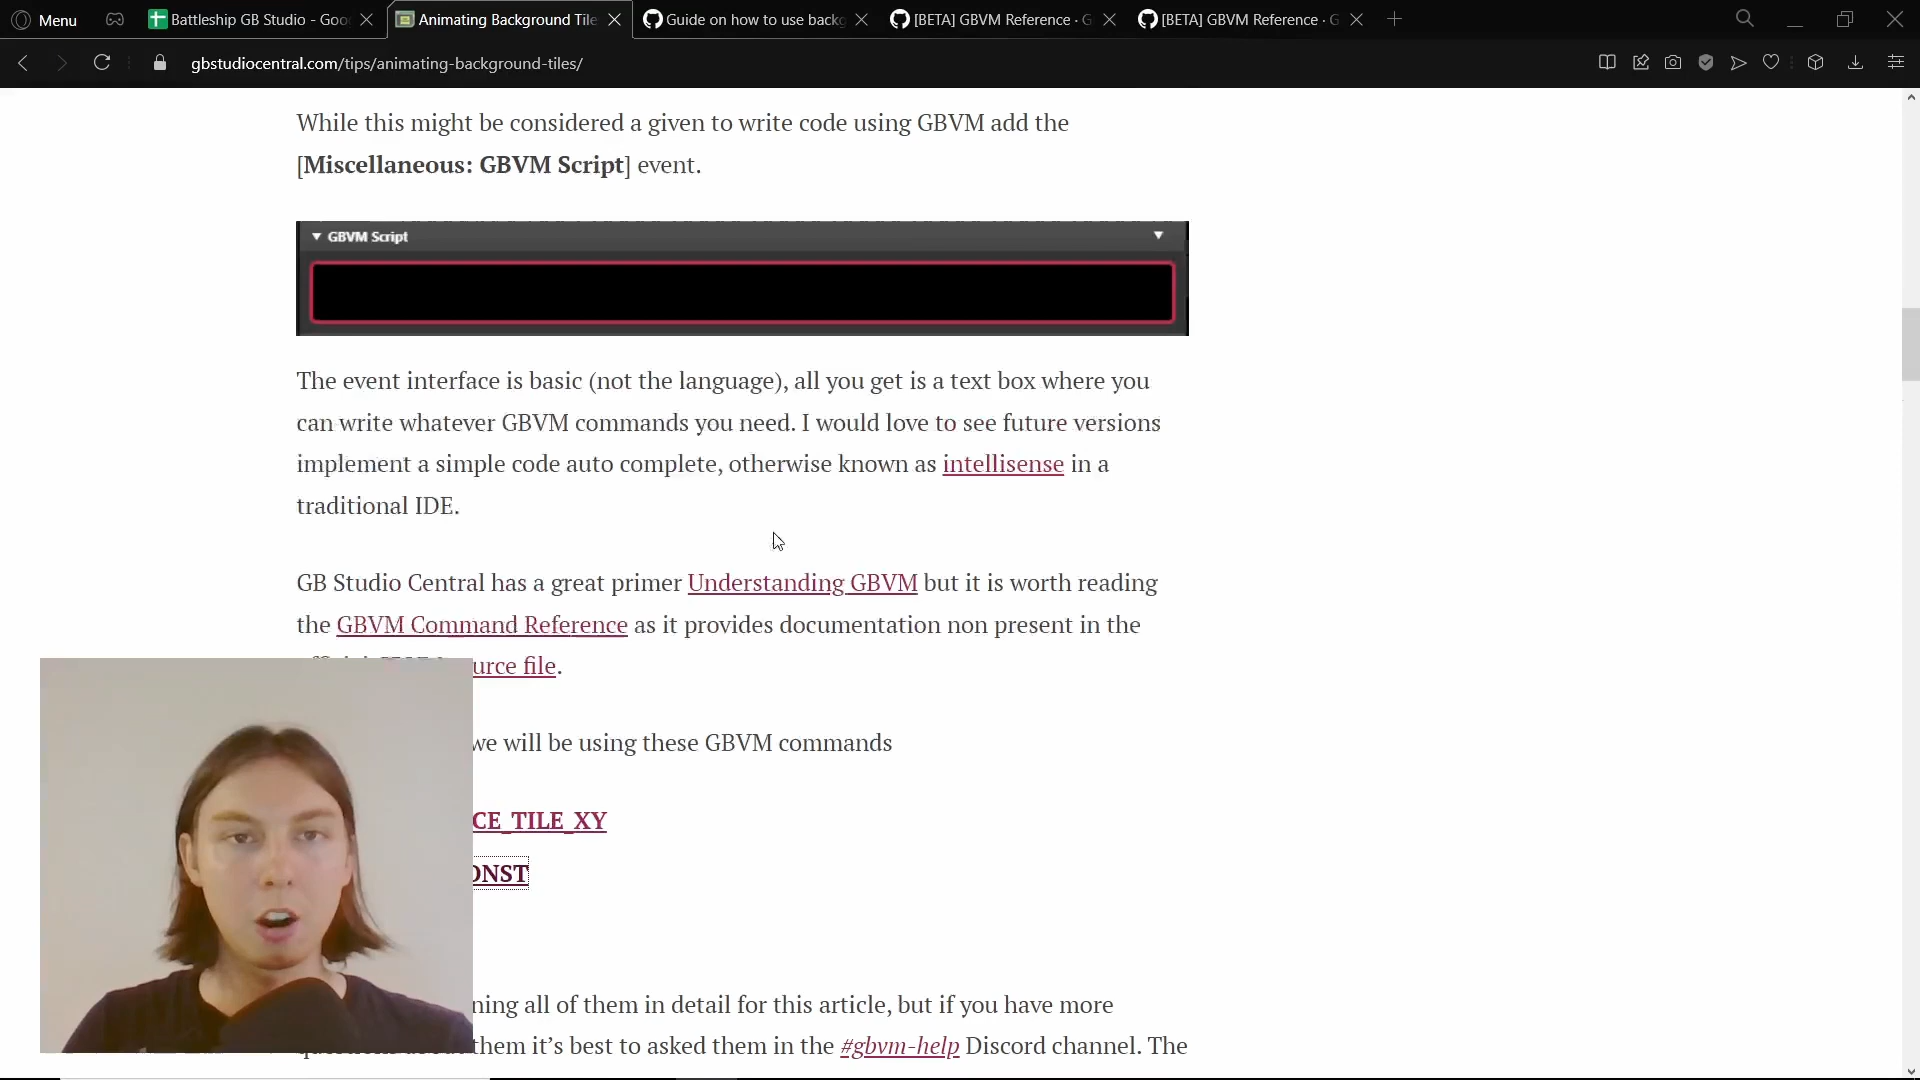 Menu
Battleship GB Studio - Goo
Animating Background Tile
Guide on how to use backg
[BETA] GBVM Reference · G
[BETA] GBVM Reference · G
gbstudiocentral.com/tips/animating-background-tiles/
While this might be considered a given to write code using GBVM add the
[Miscellaneous: GBVM Script] event.
GBVM Script
The event interface is basic (not the language), all you get is a text box where you
can write whatever GBVM commands you need. I would love to see future versions
implement a simple code auto complete, otherwise known as intellisense in a
traditional IDE.
GB Studio Central has a great primer Understanding GBVM but it is worth reading
the GBVM Command Reference as it provides documentation non present in the
urce file.
we will be using these GBVM commands
CE_TILE_XY
ONST
ning all of them in detail for this article, but if you have more
them it's best to asked them in the #gbvm-help Discord channel. The